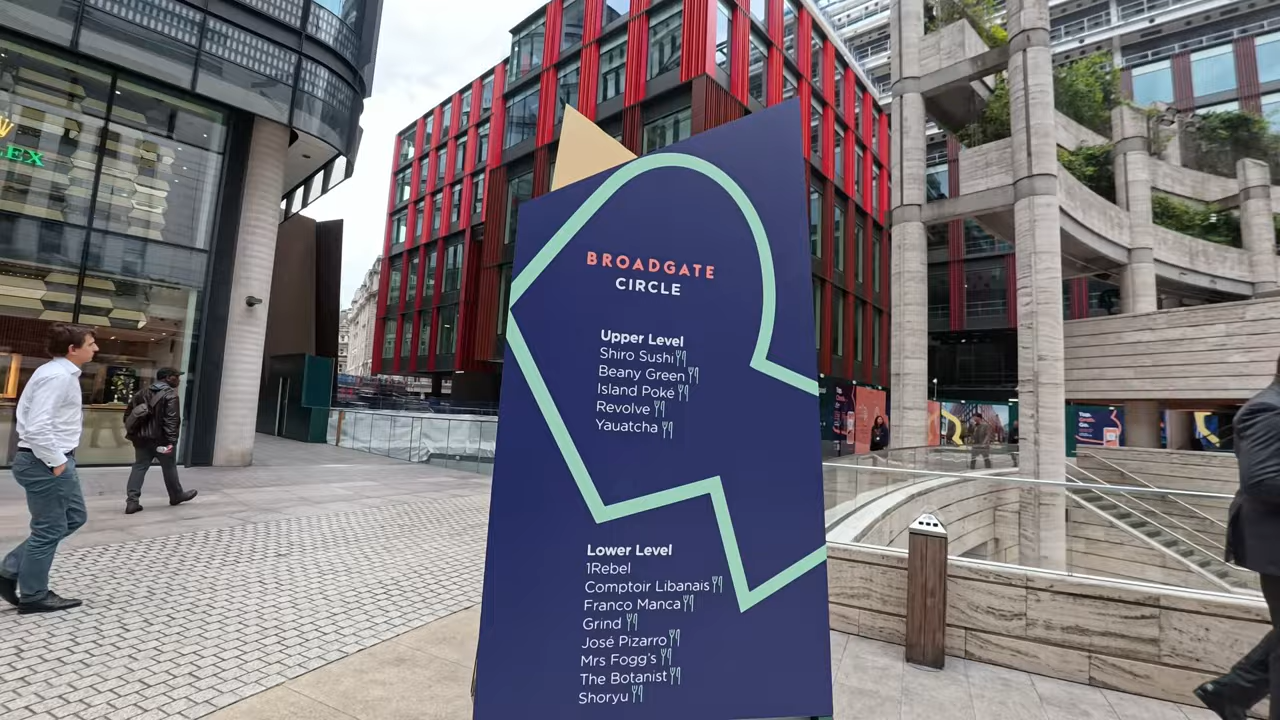 EX
BROADGATE
CIRCLE
Upper Level
Shiro Sushi
Beany Green
Island Poké
Revolve
Yauatcha
Lower Level
1Rebel
Comptoir Libanais
Franco Manca
Grind
José Pizarro
Mrs Fogg's
The Botanist
Shoryu